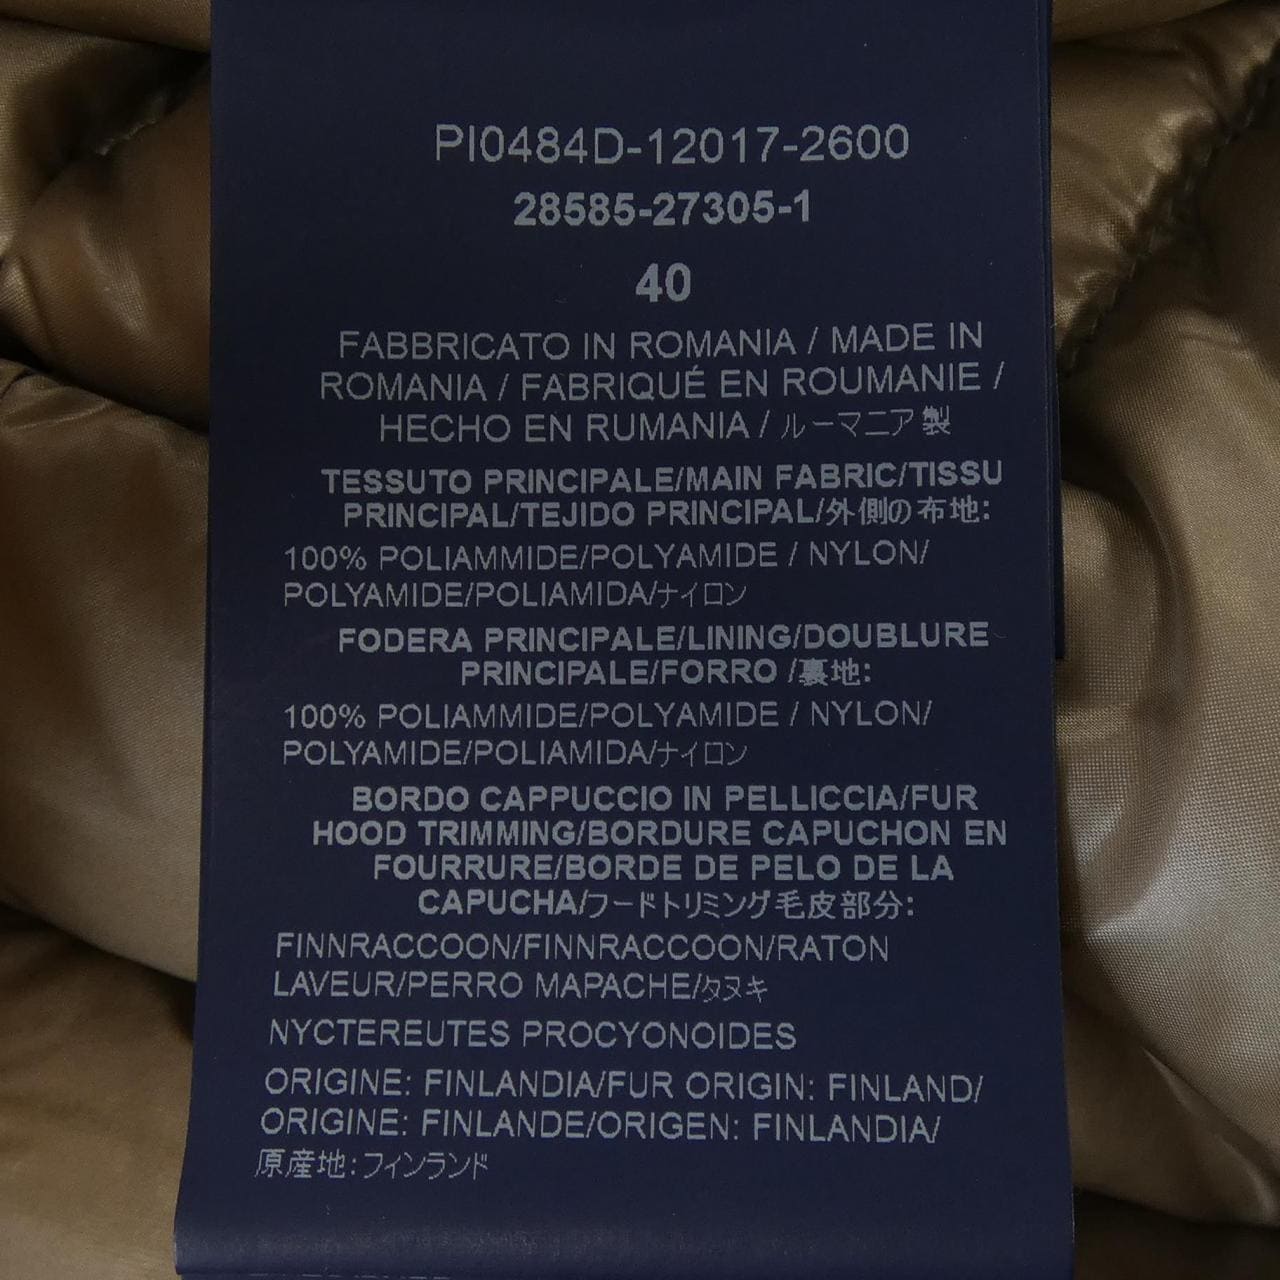 PI0484D-12017-2600
28585-27305-1
40
FABBRICATO IN ROMANIA / MADE IN
ROMANIA / FABRIQUÉ EN ROUMANIE /
HECHO EN RUMANIA / ルーマニア製
TESSUTO PRINCIPALE/MAIN FABRIC/TISSU
PRINCIPAL/TEJIDO PRINCIPAL/外側の布地:
100% POLIAMMIDE/POLYAMIDE / NYLON/
POLYAMIDE/POLIAMIDA/ナイロン
FODERA PRINCIPALE/LINING/DOUBLURE
PRINCIPALE/FORRO /裏地:
100% POLIAMMIDE/POLYAMIDE / NYLON/
POLYAMIDE/POLIAMIDA/ナイロン
BORDO CAPPUCCIO IN PELLICCIA/FUR
HOOD TRIMMING/BORDURE CAPUCHON EN
FOURRURE/BORDE DE PELO DE LA
CAPUCHA/フードトリミング毛皮部分:
FINNRACCOON/FINNRACCOON/RATON
LAVEUR/PERRO MAPACHE/タヌキ
NYCTEREUTES PROCYONOIDES
ORIGINE: FINLANDIA/FUR ORIGIN: FINLAND/
ORIGINE: FINLANDE/ORIGEN: FINLANDIA/
原産地:フィンランド